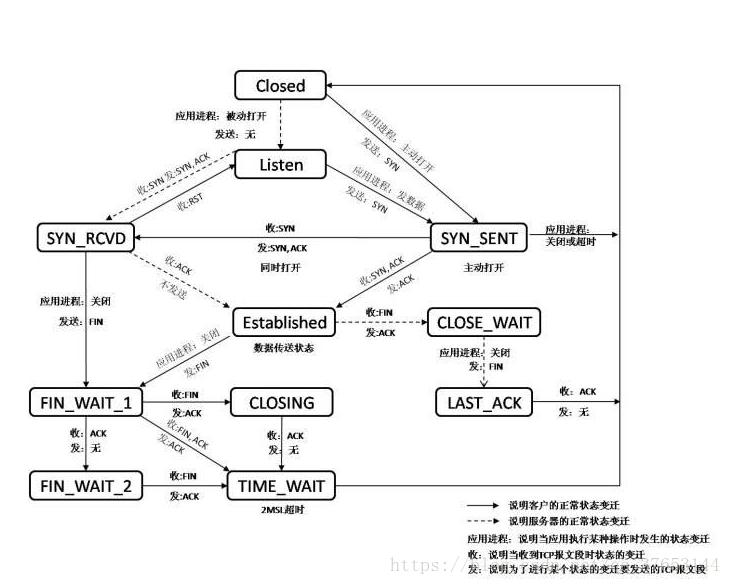 Closed
应用进程：被动打开
发送：无
应用进程：主动打开
发送：SYN
Listen
收:SYN 发:SYN, ACK
收:RST
应用进程：发数据
发送：SYN
SYN_RCVD
收:SYN
发:SYN, ACK
同时打开
SYN_SENT
主动打开
应用进程：
关闭或超时
收:ACK
不发送
收:SYN, ACK
发:ACK
应用进程：关闭
发送：FIN
Established
数据传送状态
收:FIN
发:ACK
CLOSE_WAIT
应用进程：关闭
发:FIN
应用进程：关闭
发：FIN
FIN_WAIT_1
收:FIN
发:ACK
CLOSING
LAST_ACK
收：ACK
发：无
收：ACK
发：无
收:FIN, ACK
发:ACK
收：ACK
发：无
FIN_WAIT_2
收:FIN
发:ACK
TIME_WAIT
2MSL超时
说明客户的正常状态变迁
说明服务器的正常状态变迁
应用进程：说明当应用执行某种操作时发生的状态变迁
收：说明当收到TCP报文段时状态的变迁
发：说明为了进行某个状态的变迁要发送的TCP报文段